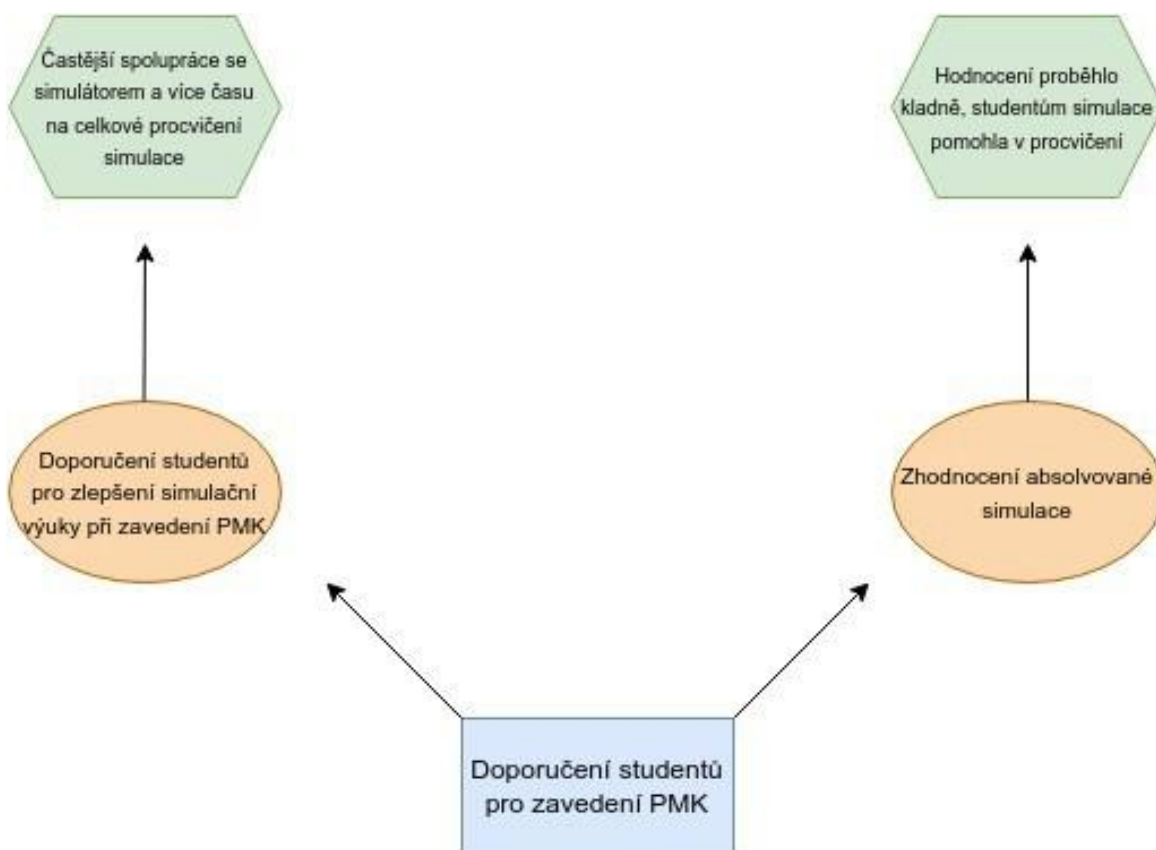 Častější spolupráce se
simulátorem a více času
na celkové procvičení
simulace
Hodnocení proběhlo
kladně, studentům simulace
pomohla v procvičení
Doporučení studentů
pro zlepšení simulační
výuky při zavedení PMK
Zhodnocení absolvované
simulace
Doporučení studentů
pro zavedení PMK